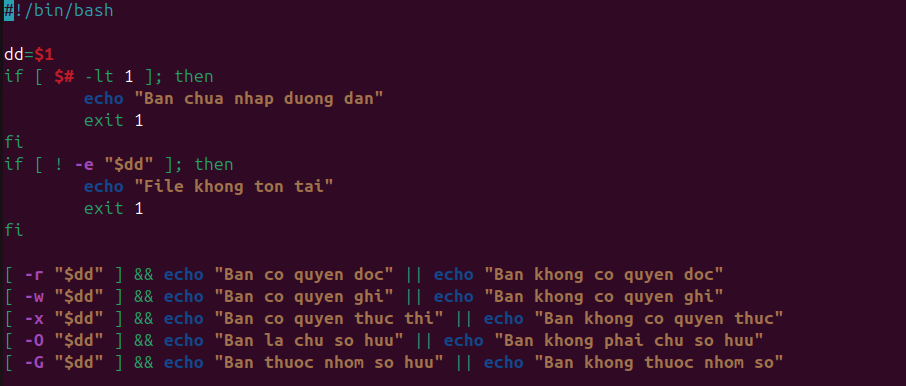 #!/bin/bash

dd=$1
if [ $# -lt 1 ]; then
        echo "Ban chua nhap duong dan"
        exit 1
fi
if [ ! -e "$dd" ]; then
        echo "File khong ton tai"
        exit 1
fi

[ -r "$dd" ] && echo "Ban co quyen doc" || echo "Ban khong co quyen doc"
[ -w "$dd" ] && echo "Ban co quyen ghi" || echo "Ban khong co quyen ghi"
[ -x "$dd" ] && echo "Ban co quyen thuc thi" || echo "Ban khong co quyen thuc"
[ -O "$dd" ] && echo "Ban la chu so huu" || echo "Ban khong phai chu so huu"
[ -G "$dd" ] && echo "Ban thuoc nhom so huu" || echo "Ban khong thuoc nhom so"